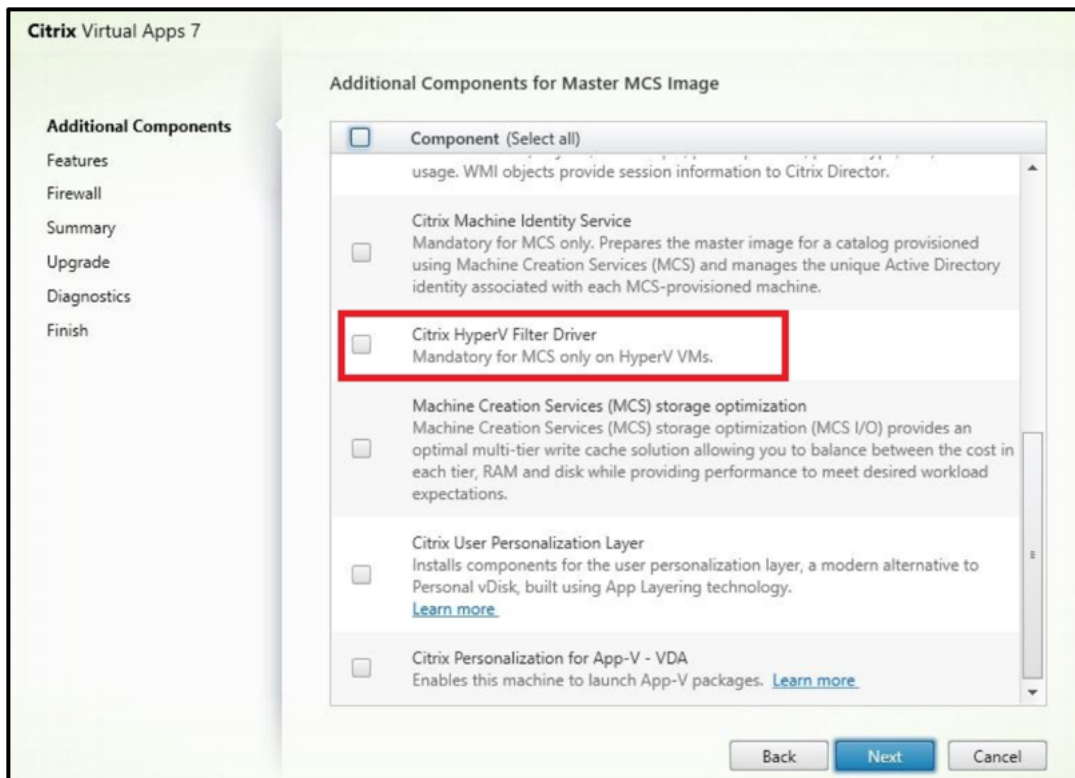 Citrix Virtual Apps 7
Additional Components for Master MCS Image
Additional Components
Features
Firewall
Summary
Upgrade
Diagnostics
Finish
Component (Select all)
usage. WMI objects provide session information to Citrix Director.
Citrix Machine Identity Service
Mandatory for MCS only. Prepares the master image for a catalog provisioned
using Machine Creation Services (MCS) and manages the unique Active Directory
identity associated with each MCS-provisioned machine.
Citrix HyperV Filter Driver
Mandatory for MCS only on HyperV VMs.
Machine Creation Services (MCS) storage optimization
Machine Creation Services (MCS) storage optimization (MCS I/O) provides an
optimal multi-tier write cache solution allowing you to balance between the cost in
each tier, RAM and disk while providing performance to meet desired workload
expectations.
Citrix User Personalization Layer
Installs components for the user personalization layer, a modern alternative to
Personal vDisk, built using App Layering technology.
Learn more
Citrix Personalization for App-V - VDA
Enables this machine to launch App-V packages. Learn more
Back
Next
Cancel